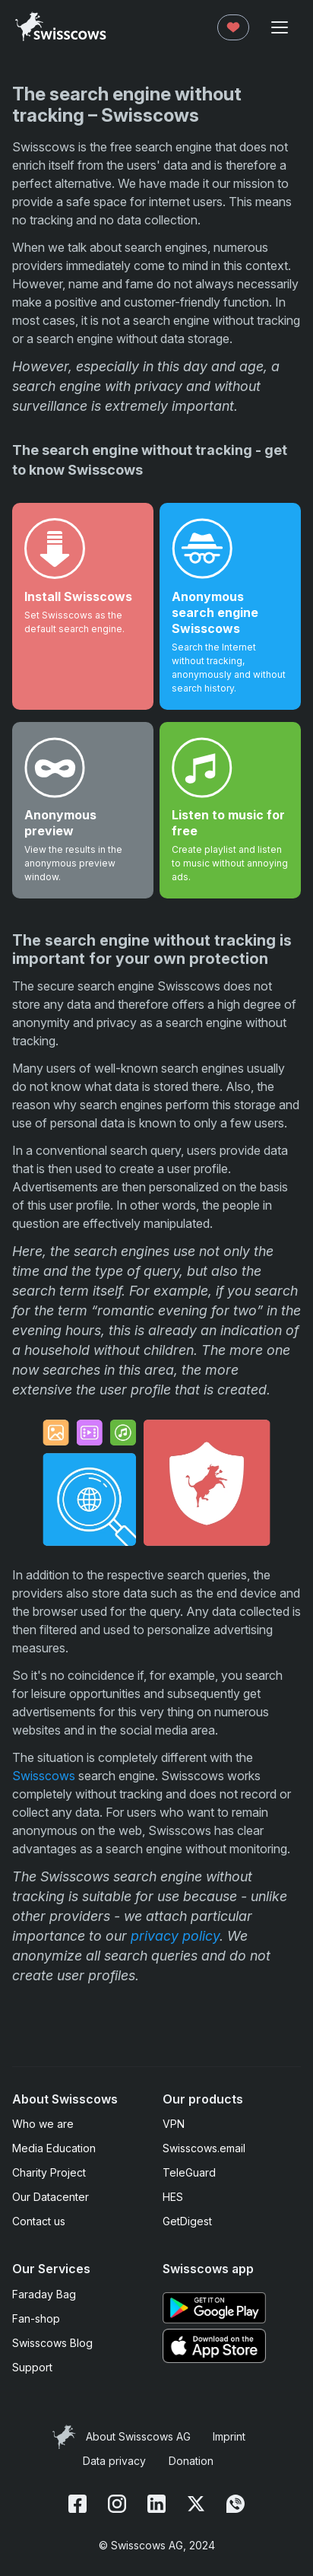 swisscows
The search engine without
tracking – Swisscows
Swisscows is the free search engine that does not
enrich itself from the users' data and is therefore a
perfect alternative. We have made it our mission to
provide a safe space for internet users. This means
no tracking and no data collection.
When we talk about search engines, numerous
providers immediately come to mind in this context.
However, name and fame do not always necessarily
make a positive and customer-friendly function. In
most cases, it is not a search engine without tracking
or a search engine without data storage.
However, especially in this day and age, a
search engine with privacy and without
surveillance is extremely important.
The search engine without tracking - get
to know Swisscows
Install Swisscows
Set Swisscows as the
default search engine.
Anonymous
search engine
Swisscows
Search the Internet
without tracking,
anonymously and without
search history.
Anonymous
preview
View the results in the
anonymous preview
window.
Listen to music for
free
Create playlist and listen
to music without annoying
ads.
The search engine without tracking is
important for your own protection
The secure search engine Swisscows does not
store any data and therefore offers a high degree of
anonymity and privacy as a search engine without
tracking.
Many users of well-known search engines usually
do not know what data is stored there. Also, the
reason why search engines perform this storage and
use of personal data is known to only a few users.
In a conventional search query, users provide data
that is then used to create a user profile.
Advertisements are then personalized on the basis
of this user profile. In other words, the people in
question are effectively manipulated.
Here, the search engines use not only the
time and the type of query, but also the
search term itself. For example, if you search
for the term “romantic evening for two” in the
evening hours, this is already an indication of
a household without children. The more one
now searches in this area, the more
extensive the user profile that is created.
In addition to the respective search queries, the
providers also store data such as the end device and
the browser used for the query. Any data collected is
then filtered and used to personalize advertising
measures.
So it's no coincidence if, for example, you search
for leisure opportunities and subsequently get
advertisements for this very thing on numerous
websites and in the social media area.
The situation is completely different with the
Swisscows search engine. Swisscows works
completely without tracking and does not record or
collect any data. For users who want to remain
anonymous on the web, Swisscows has clear
advantages as a search engine without monitoring.
The Swisscows search engine without
tracking is suitable for use because - unlike
other providers - we attach particular
importance to our privacy policy. We
anonymize all search queries and do not
create user profiles.
About Swisscows
Who we are
Media Education
Charity Project
Our Datacenter
Contact us
Our products
VPN
Swisscows.email
TeleGuard
HES
GetDigest
Our Services
Faraday Bag
Fan-shop
Swisscows Blog
Support
Swisscows app
GET IT ON
Google Play
Download on the
App Store
About Swisscows AG Imprint
Data privacy Donation
© Swisscows AG, 2024